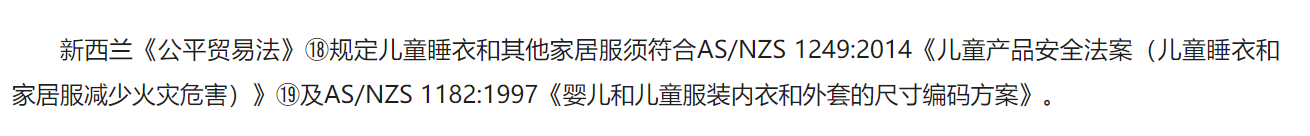 新西兰《公平贸易法》⑱规定儿童睡衣和其他家居服须符合AS/NZS 1249:2014《儿童产品安全法案（儿童睡衣和
家居服减少火灾危害）》⑲及AS/NZS 1182:1997《婴儿和儿童服装内衣和外套的尺寸编码方案》。